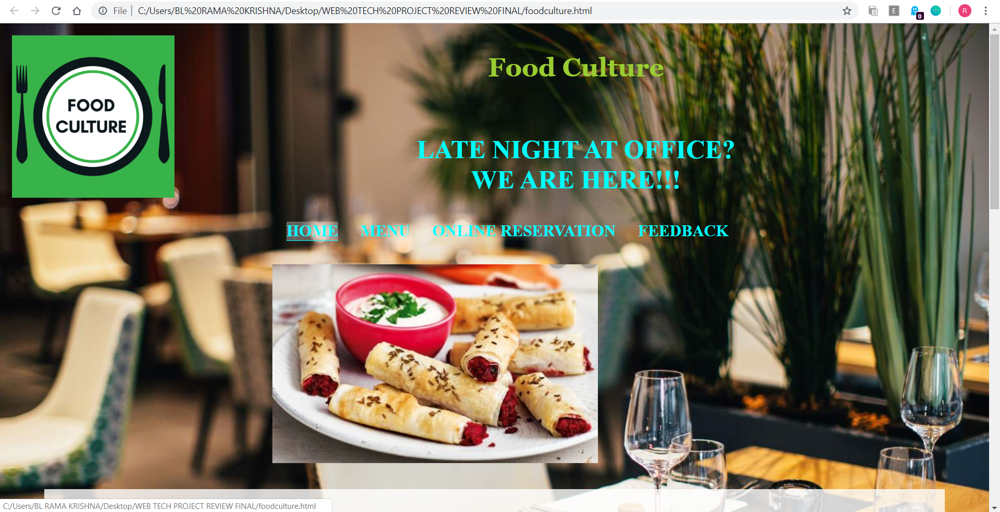 File | C:/Users/BL%20RAMA%20KRISHNA/Desktop/WEB%20TECH%20PROJECT%20REVIEW%20FINAL/foodculture.html
E
0
m
R
FOOD
CULTURE
Food Culture
LATE NIGHT AT OFFICE?
WE ARE HERE!!!
HOME MENU ONLINE RESERVATION FEEDBACK
C:/Users/BL RAMA KRISHNA/Desktop/WEB TECH PROJECT REVIEW FINAL/foodculture.html